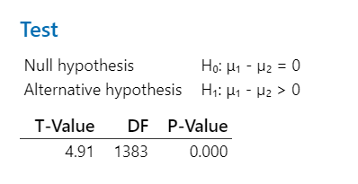 Test
Null hypothesis H₀: μ₁ - μ₂ = 0
Alternative hypothesis H₁: μ₁ - μ₂ > 0
T-Value DF P-Value
4.91 1383 0.000